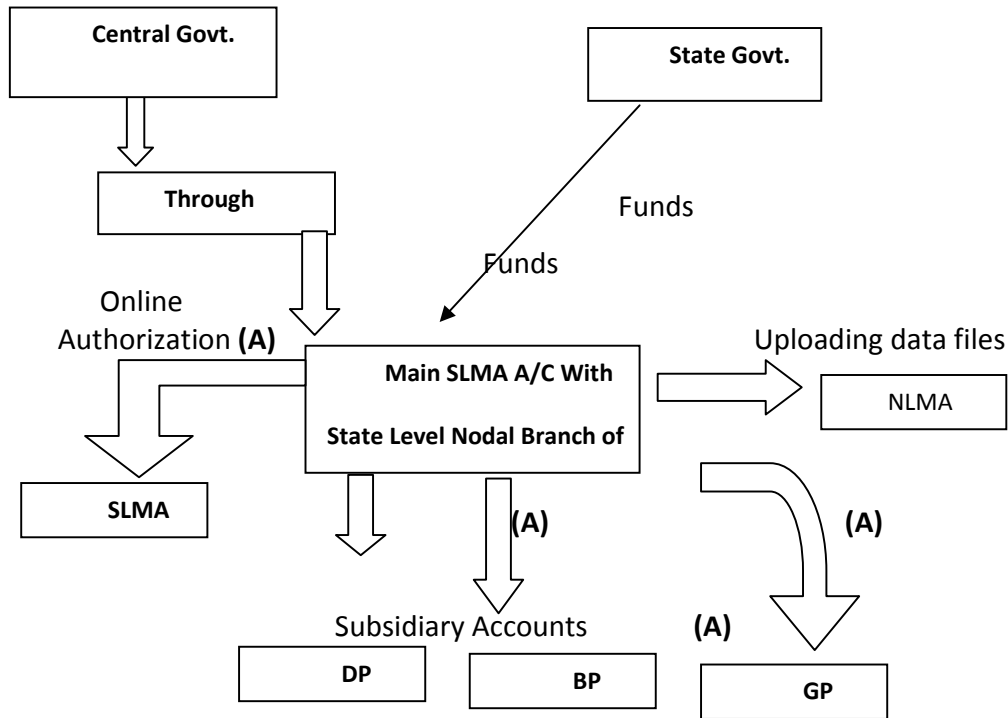 Central Govt.
State Govt.
Through
Funds
Funds
Online
Authorization (A)
Uploading data files
Main SLMA A/C With
State Level Nodal Branch of
NLMA
SLMA
(A)
(A)
Subsidiary Accounts
(A)
DP
BP
GP